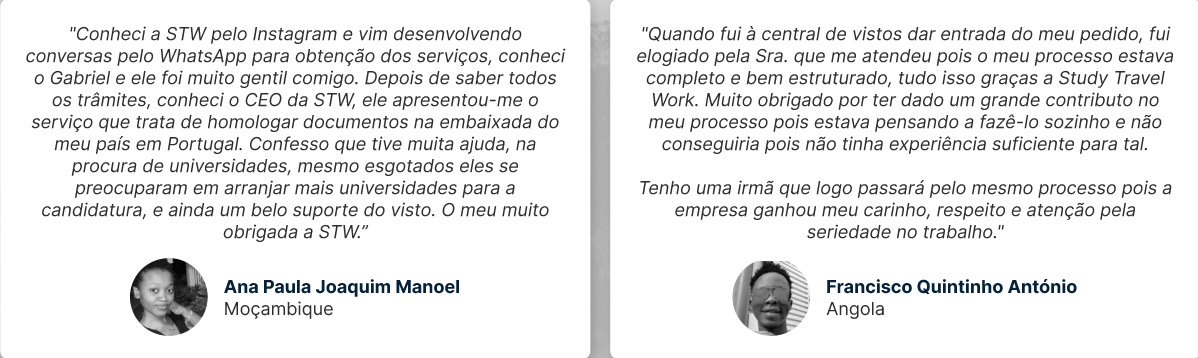 "Conheci a STW pelo Instagram e vim desenvolvendo
conversas pelo WhatsApp para obtenção dos serviços, conheci
o Gabriel e ele foi muito gentil comigo. Depois de saber todos
os trâmites, conheci o CEO da STW, ele apresentou-me o
serviço que trata de homologar documentos na embaixada do
meu país em Portugal. Confesso que tive muita ajuda, na
procura de universidades, mesmo esgotados eles se
preocuparam em arranjar mais universidades para a
candidatura, e ainda um belo suporte do visto. O meu muito
obrigada a STW.”
Ana Paula Joaquim Manoel
Moçambique
"Quando fui à central de vistos dar entrada do meu pedido, fui
elogiado pela Sra. que me atendeu pois o meu processo estava
completo e bem estruturado, tudo isso graças a Study Travel
Work. Muito obrigado por ter dado um grande contributo no
meu processo pois estava pensando a fazê-lo sozinho e não
conseguiria pois não tinha experiência suficiente para tal.
Tenho uma irmã que logo passará pelo mesmo processo pois a
empresa ganhou meu carinho, respeito e atenção pela
seriedade no trabalho."
Francisco Quintinho António
Angola